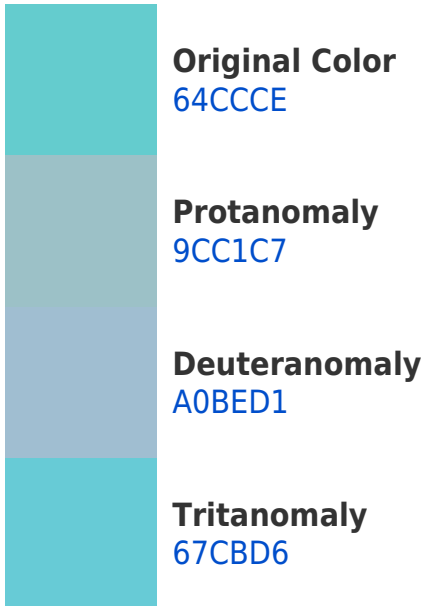 Original Color
64CCCE
Protanomaly
9CC1C7
Deuteranomaly
A0BED1
Tritanomaly
67CBD6